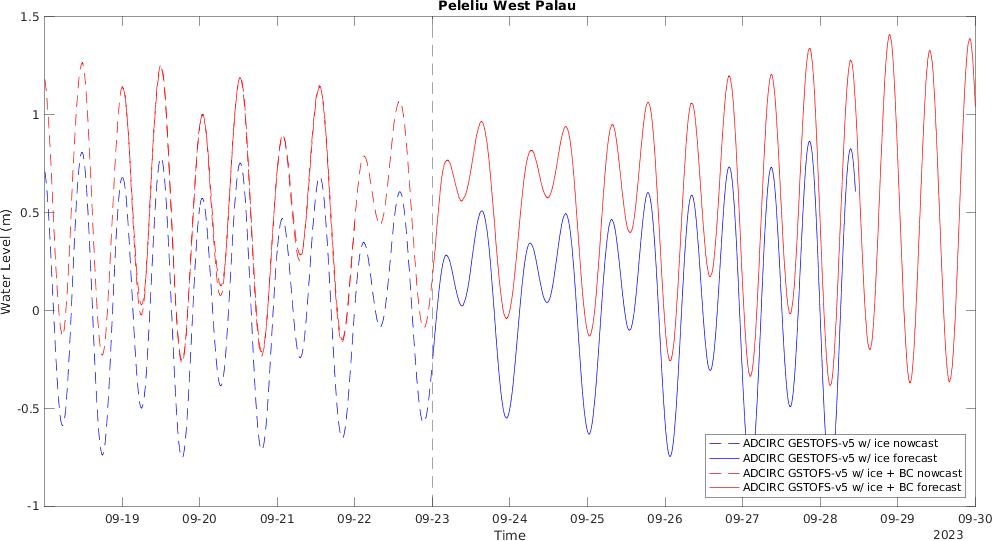 Peleliu West Palau
1.5
1
0.5
0
-0.5
-1
Water Level (m)
09-19 09-20 09-21 09-22 09-23 09-24 09-25 09-26 09-27 09-28 09-29 09-30
Time
2023
ADCIRC GESTOFS-v5 w/ ice nowcast
ADCIRC GESTOFS-v5 w/ ice forecast
ADCIRC GSTOFS-v5 w/ ice + BC nowcast
ADCIRC GSTOFS-v5 w/ ice + BC forecast